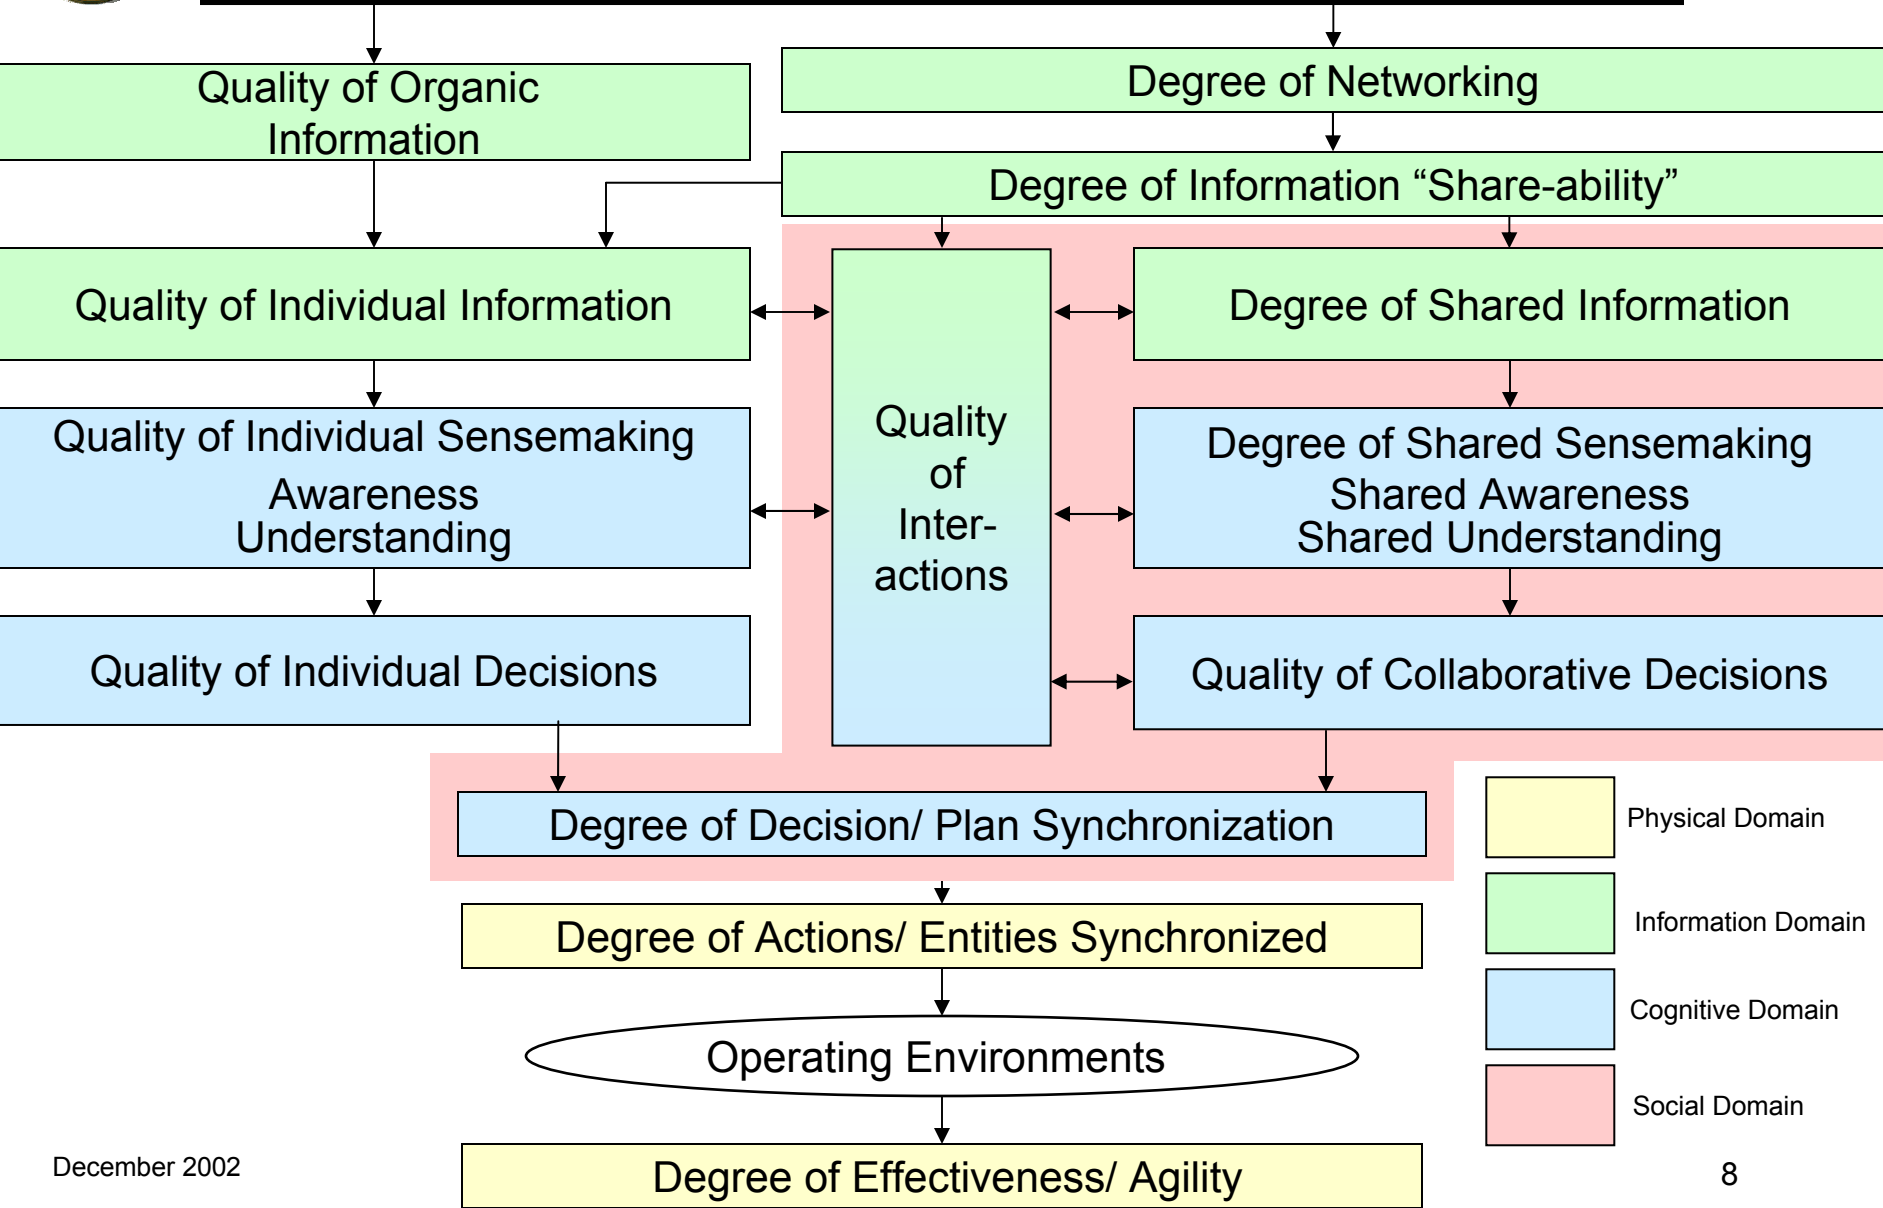 Quality of Organic
Information
Degree of Networking
Degree of Information “Share-ability”
Quality of Individual Information
Degree of Shared Information
Quality
of
Inter-
actions
Quality of Individual Sensemaking
Awareness
Understanding
Degree of Shared Sensemaking
Shared Awareness
Shared Understanding
Quality of Individual Decisions
Quality of Collaborative Decisions
Degree of Decision/ Plan Synchronization
Degree of Actions/ Entities Synchronized
Operating Environments
Degree of Effectiveness/ Agility
Physical Domain
Information Domain
Cognitive Domain
Social Domain
December 2002
8